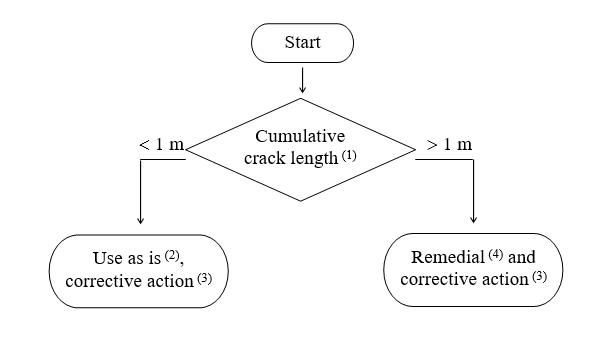 Start
Cumulative
crack length (1)
< 1 m
> 1 m
Use as is (2),
corrective action (3)
Remedial (4) and
corrective action (3)